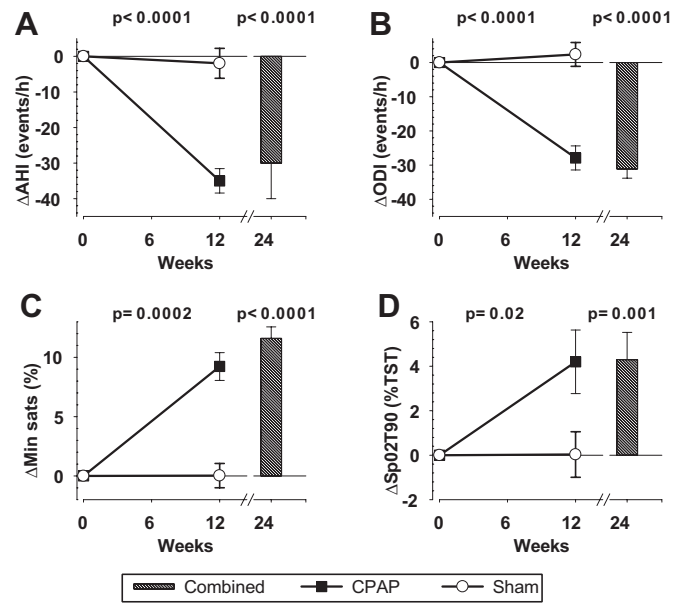 A
p< 0.0001 p< 0.0001
ΔAHI (events/h)
0
-10
-20
-30
-40
0 6 12 24
Weeks
B
p< 0.0001 p< 0.0001
ΔODI (events/h)
0
-10
-20
-30
-40
0 6 12 24
Weeks
C
p= 0.0002 p< 0.0001
ΔMin sats (%)
10
5
0
0 6 12 24
Weeks
D
p= 0.02 p= 0.001
ΔSp02T90 (%TST)
6
4
2
0
-2
0 6 12 24
Weeks
Combined CPAP Sham